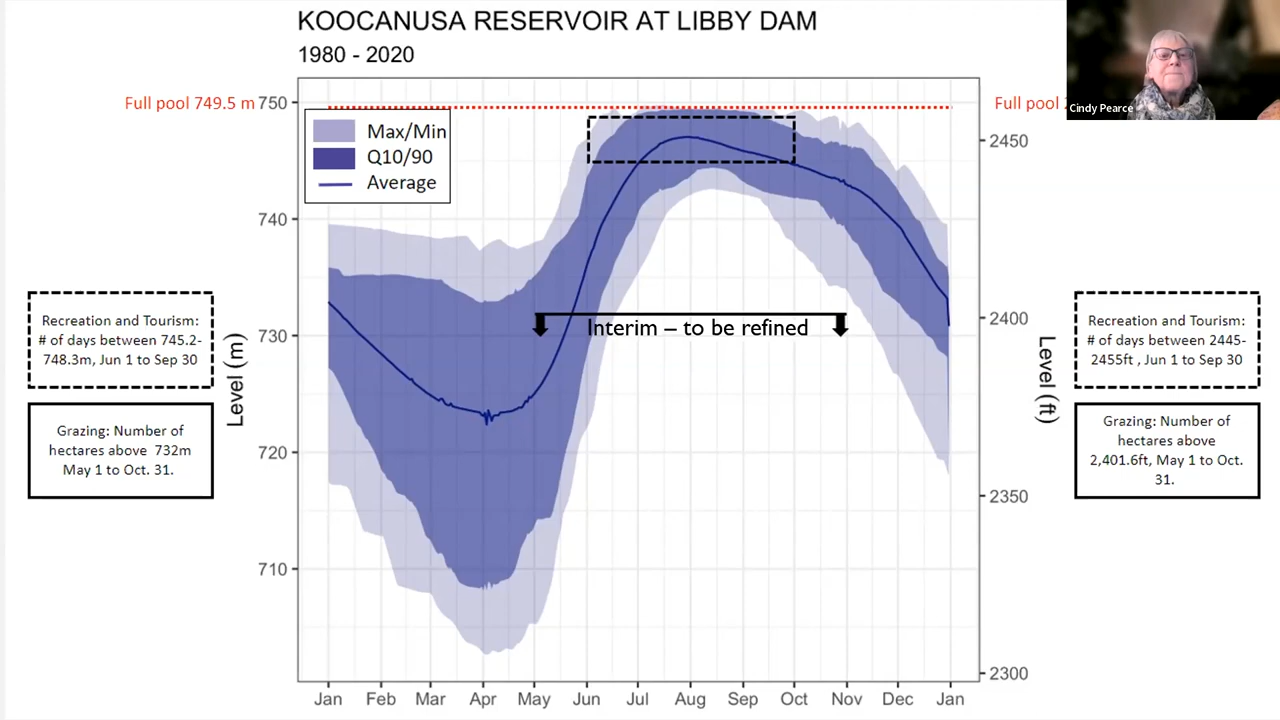 KOOCANUSA RESERVOIR AT LIBBY DAM
1980 - 2020
Full pool 749.5 m
Full pool
Cindy Pearce
Max/Min
Q10/90
Average
750
740
730
720
710
Level (m)
2450
2400
2350
2300
Level (ft)
Interim – to be refined
Recreation and Tourism:
# of days between 745.2-
748.3m, Jun 1 to Sep 30
Grazing: Number of
hectares above 732m
May 1 to Oct. 31.
Recreation and Tourism:
# of days between 2445-
2455ft , Jun 1 to Sep 30
Grazing: Number of
hectares above
2,401.6ft, May 1 to Oct.
31.
Jan Feb Mar Apr May Jun Jul Aug Sep Oct Nov Dec Jan